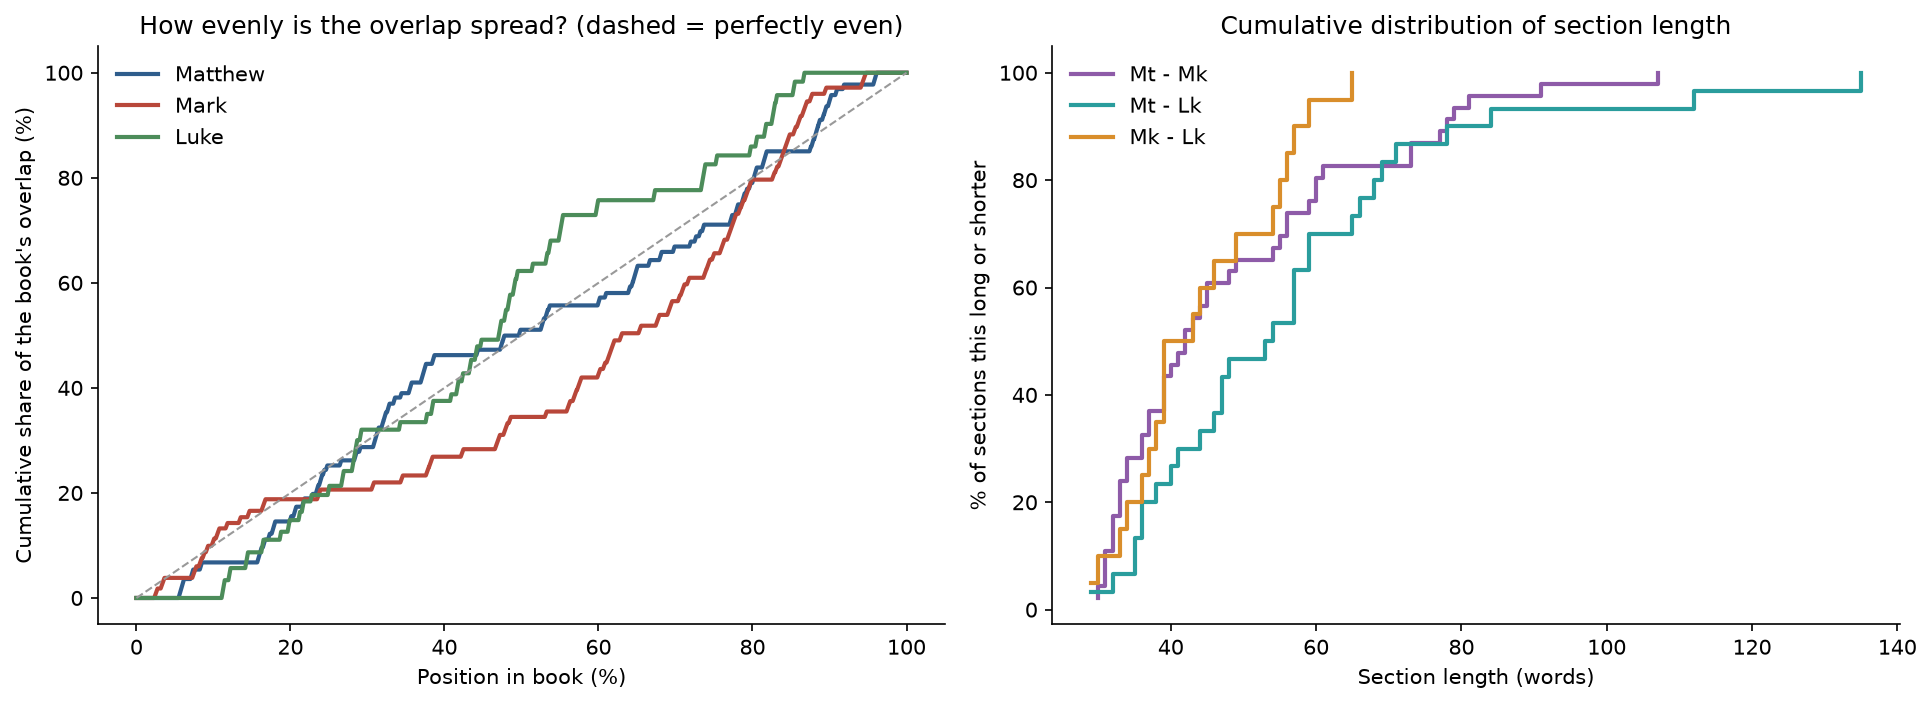 How evenly is the overlap spread? (dashed = perfectly even)
Cumulative share of the book's overlap (%)
100
80
60
40
20
0
Matthew
Mark
Luke
0 20 40 60 80 100
Position in book (%)
Cumulative distribution of section length
% of sections this long or shorter
100
80
60
40
20
0
Mt - Mk
Mt - Lk
Mk - Lk
40 60 80 100 120 140
Section length (words)